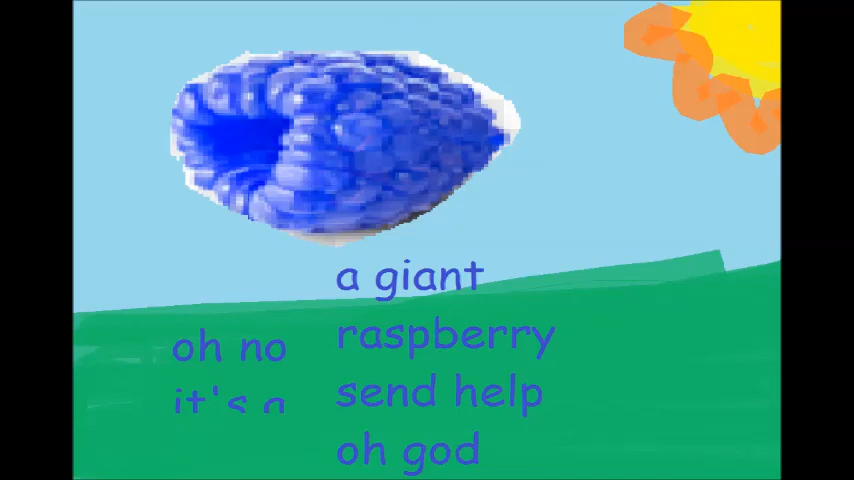 oh no
it's a
a giant
raspberry
send help
oh god